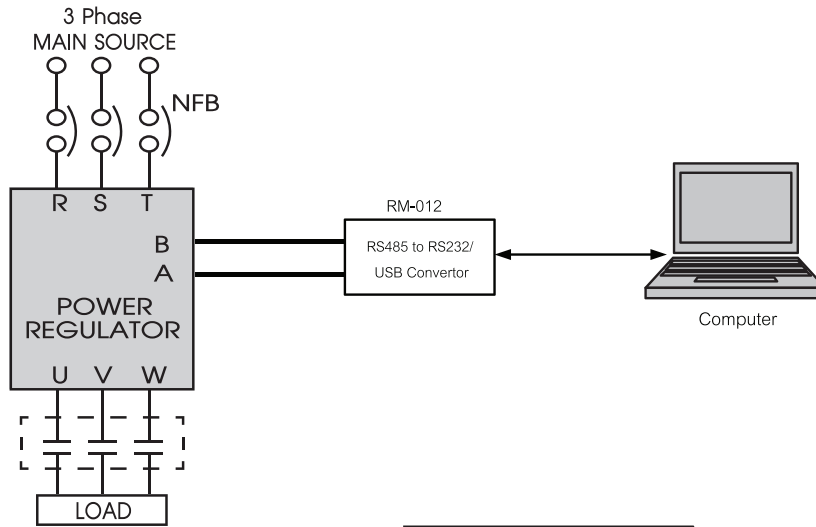 3 Phase
MAIN SOURCE
NFB
R S T
B
A
POWER
REGULATOR
U V W
LOAD
RM-012
RS485 to RS232/
USB Convertor
Computer